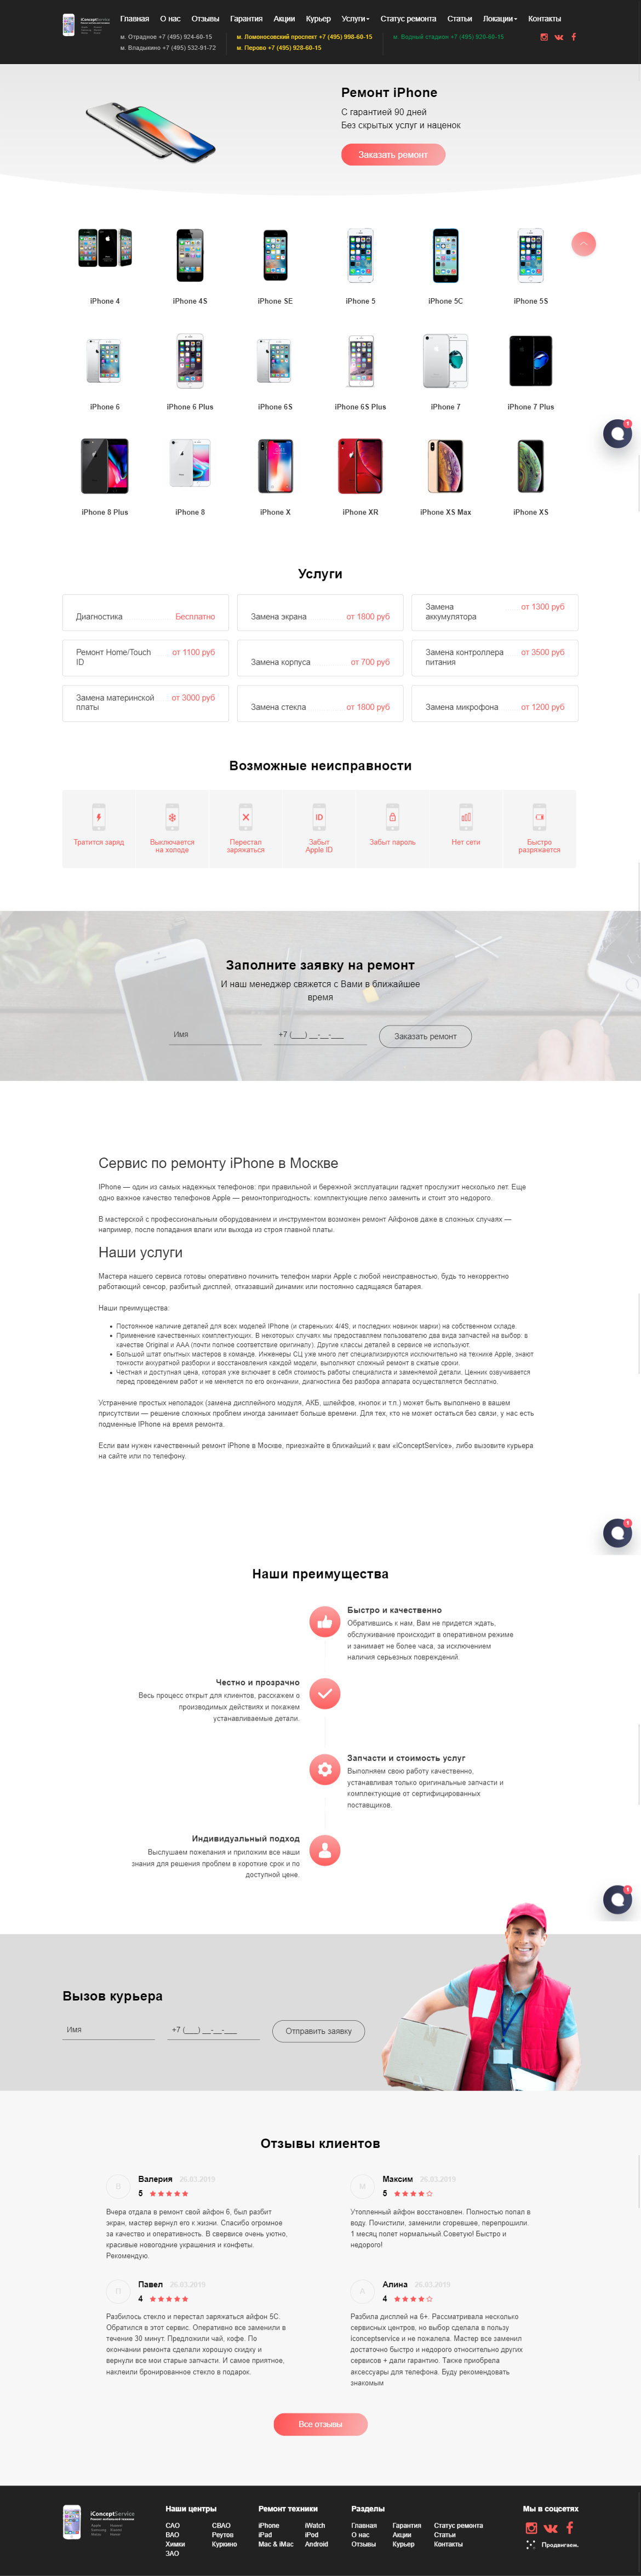 iConceptService
Главная О нас Отзывы Гарантия Акции Курьер Услуги Статус ремонта Статьи Локации Контакты
м. Отрадное +7 (495) 924-60-15
м. Владыкино +7 (495) 532-91-72
м. Ломоносовский проспект +7 (495) 998-60-15
м. Перово +7 (495) 928-60-15
м. Водный стадион +7 (495) 929-60-15
Ремонт iPhone
С гарантией 90 дней
Без скрытых услуг и наценок
Заказать ремонт
iPhone 4 iPhone 4S iPhone SE iPhone 5 iPhone 5C iPhone 5S
iPhone 6 iPhone 6 Plus iPhone 6S iPhone 6S Plus iPhone 7 iPhone 7 Plus
1
iPhone 8 Plus iPhone 8 iPhone X iPhone XR iPhone XS Max iPhone XS
Услуги
Диагностика Бесплатно
Замена экрана от 1800 руб
Замена аккумулятора от 1300 руб
Ремонт Home/Touch ID от 1100 руб
Замена корпуса от 700 руб
Замена контроллера питания от 3500 руб
Замена материнской платы от 3000 руб
Замена стекла от 1800 руб
Замена микрофона от 1200 руб
Возможные неисправности
ID
Тратится заряд
Выключается на холоде
Перестал заряжаться
Забыт Apple ID
Забыт пароль
Нет сети
Быстро разряжается
Заполните заявку на ремонт
И наш менеджер свяжется с Вами в ближайшее
время
Имя +7 (___) __-__-___ Заказать ремонт
Сервис по ремонту iPhone в Москве
IPhone — один из самых надежных телефонов: при правильной и бережной эксплуатации гаджет прослужит несколько лет. Еще
одно важное качество телефонов Apple — ремонтопригодность: комплектующие легко заменить и стоит это недорого.
В мастерской с профессиональным оборудованием и инструментом возможен ремонт Айфонов даже в сложных случаях —
например, после попадания влаги или выхода из строя главной платы.
Наши услуги
Мастера нашего сервиса готовы оперативно починить телефон марки Apple с любой неисправностью, будь то некорректно
работающий сенсор, разбитый дисплей, отказавший динамик или постоянно садящаяся батарея.
Наши преимущества:
Постоянное наличие деталей для всех моделей IPhone (и стареньких 4/4S, и последних новинок марки) на собственном складе.
Применение качественных комплектующих. В некоторых случаях мы предоставляем пользователю два вида запчастей на выбор: в
качестве Original и AAA (почти полное соответствие оригиналу). Другие классы деталей в сервисе не используют.
Большой штат опытных мастеров в команде. Инженеры СЦ уже много лет специализируются исключительно на технике Apple, знают
тонкости аккуратной разборки и восстановления каждой модели, выполняют сложный ремонт в сжатые сроки.
Честная и доступная цена, которая уже включает в себя стоимость работы специалиста и заменяемой детали. Ценник озвучивается
перед проведением работ и не меняется по его окончании, диагностика без разбора аппарата осуществляется бесплатно.
Устранение простых неполадок (замена дисплейного модуля, АКБ, шлейфов, кнопок и т.п.) может быть выполнено в вашем
присутствии — решение сложных проблем иногда занимает больше времени. Для тех, кто не может остаться без связи, у нас есть
подменные IPhone на время ремонта.
Если вам нужен качественный ремонт iPhone в Москве, приезжайте в ближайший к вам «iConceptService», либо вызовите курьера
на сайте или по телефону.
1
Наши преимущества
Быстро и качественно
Обратившись к нам, Вам не придется ждать,
обслуживание происходит в оперативном режиме
и занимает не более часа, за исключением
наличия серьезных повреждений.
Честно и прозрачно
Весь процесс открыт для клиентов, расскажем о
производимых действиях и покажем
устанавливаемые детали.
Запчасти и стоимость услуг
Выполняем свою работу качественно,
устанавливая только оригинальные запчасти и
комплектующие от сертифицированных
поставщиков.
Индивидуальный подход
Выслушаем пожелания и приложим все наши
знания для решения проблем в короткие срок и по
доступной цене.
1
Вызов курьера
Имя +7 (___) __-__-___ Отправить заявку
Отзывы клиентов
В Валерия 26.03.2019
5
Вчера отдала в ремонт свой айфон 6, был разбит
экран, мастер вернул его к жизни. Спасибо огромное
за качество и оперативность. В свервисе очень уютно,
красивые новогодние украшения и конфеты.
Рекомендую.
М Максим 26.03.2019
5
Утопленный айфон восстановлен. Полностью попал в
воду. Почистили, заменили сгоревшее, перепрошили.
1 месяц полет нормальный.Советую! Быстро и
недорого!
П Павел 26.03.2019
4
Разбилось стекло и перестал заряжаться айфон 5С.
Обратился в этот сервис. Оперативно все заменили в
течение 30 минут. Предложили чай, кофе. По
окончании ремонта сделали хорошую скидку и
вернули все мои старые запчасти. И самое приятное,
наклеили бронированное стекло в подарок.
А Алина 26.03.2019
4
Разбила дисплей на 6+. Рассматривала несколько
сервисных центров, но выбор сделала в пользу
iconceptservice и не пожалела. Мастер все заменил
достаточно быстро и недорого относительно других
сервисов + дали гарантию. Также приобрела
аксессуары для телефона. Буду рекомендовать
знакомым
Все отзывы
iConceptService
Ремонт мобильной техники
Наши центры
САО СВАО
ВАО Реутов
Химки Куркино
ЗАО
Ремонт техники
iPhone iWatch
iPad iPod
Mac & iMac Android
Разделы
Главная Гарантия Статус ремонта
О нас Акции Статьи
Отзывы Курьер Контакты
Мы в соцсетях
Продвигаем.